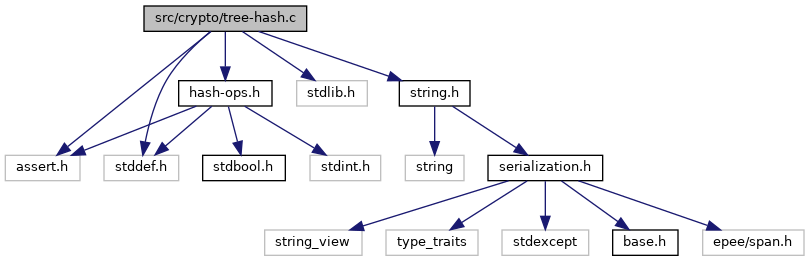 src/crypto/tree-hash.c
hash-ops.h
stdlib.h
string.h
assert.h
stddef.h
stdbool.h
stdint.h
string
serialization.h
string_view
type_traits
stdexcept
base.h
epee/span.h